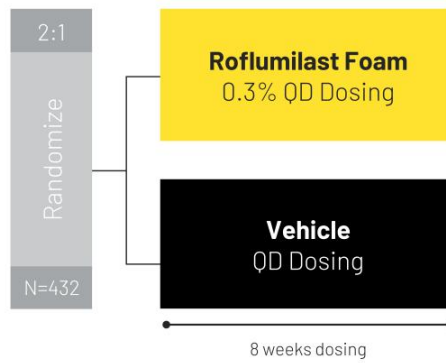 2:1
Randomize
N=432
Roflumilast Foam
0.3% QD Dosing
Vehicle
QD Dosing
8 weeks dosing